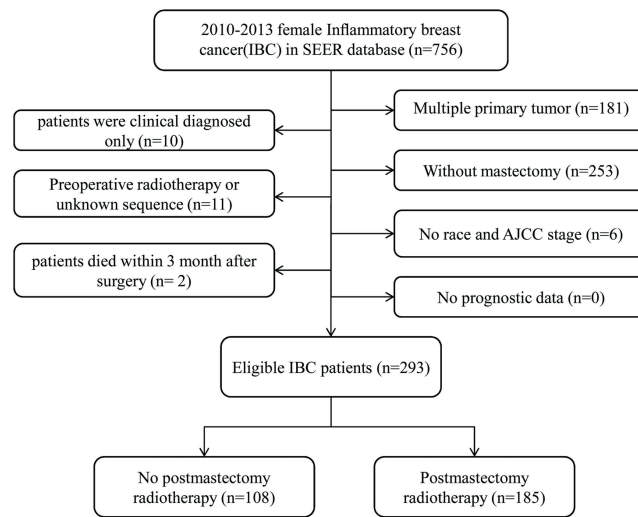 2010-2013 female Inflammatory breast
cancer(IBC) in SEER database (n=756)
Multiple primary tumor (n=181)
patients were clinical diagnosed
only (n=10)
Without mastectomy (n=253)
Preoperative radiotherapy or
unknown sequence (n=11)
No race and AJCC stage (n=6)
patients died within 3 month after
surgery (n= 2)
No prognostic data (n=0)
Eligible IBC patients (n=293)
No postmastectomy
radiotherapy (n=108)
Postmastectomy
radiotherapy (n=185)